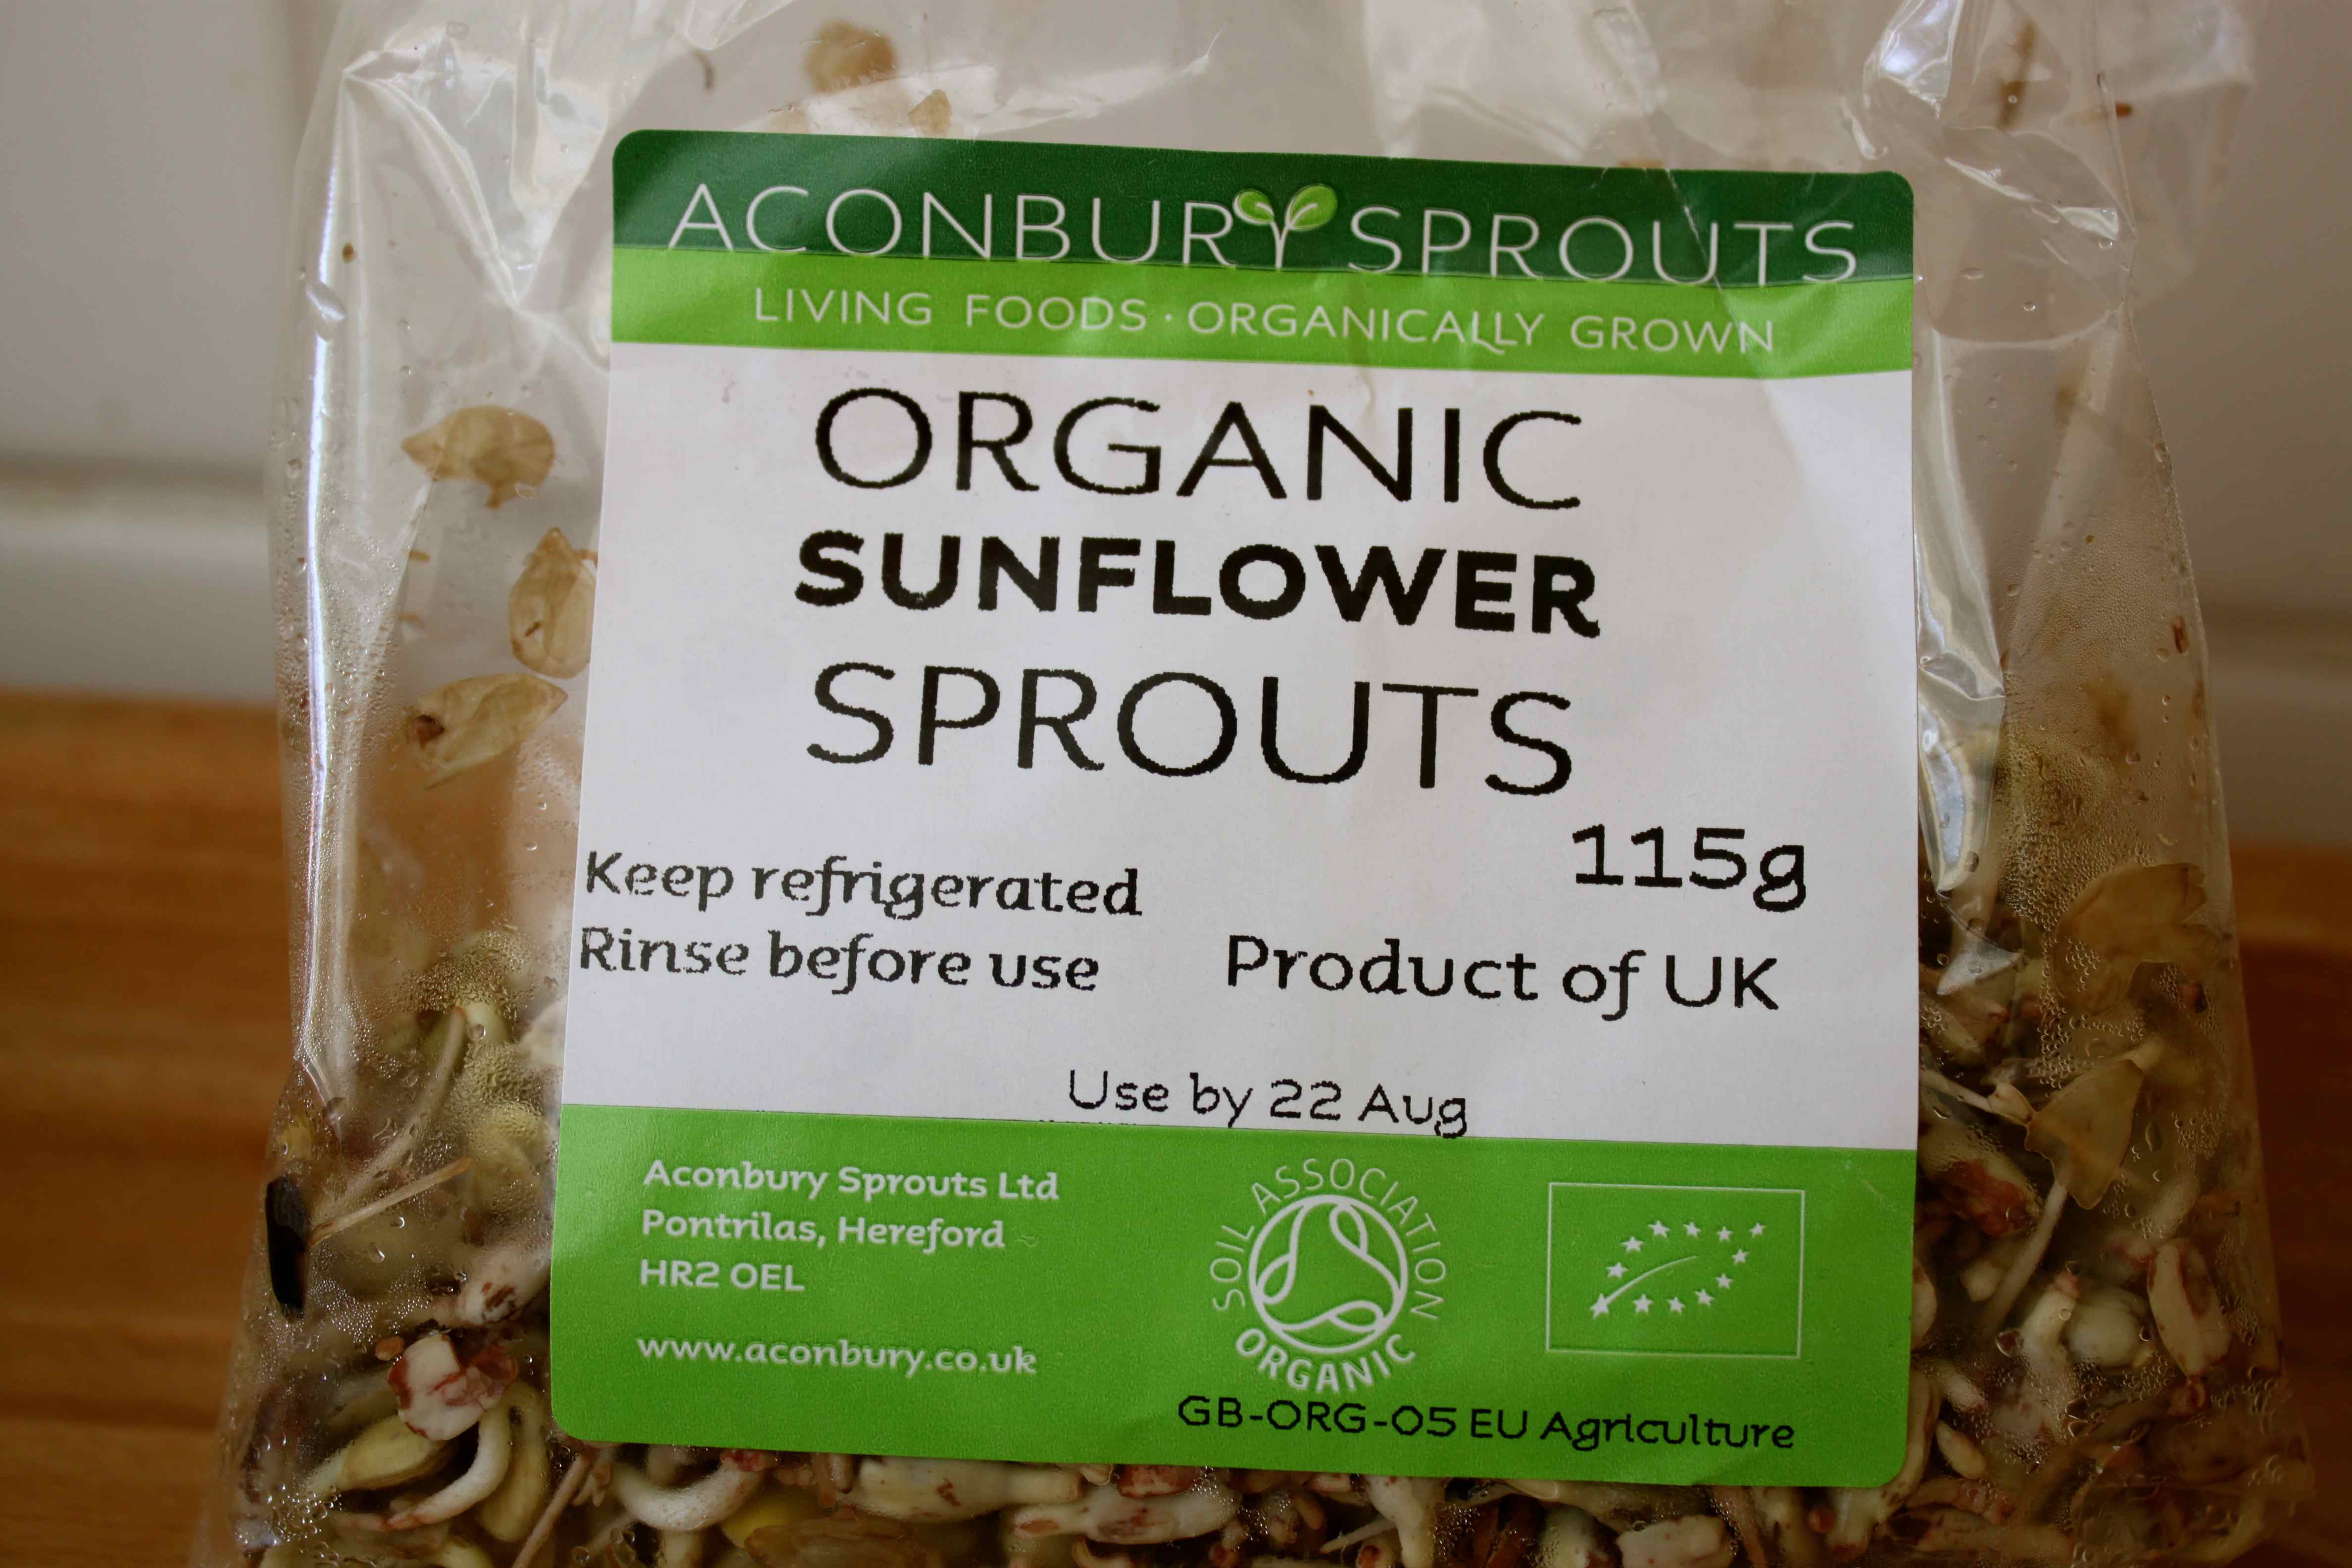 ACONBURY SPROUTS
LIVING FOODS · ORGANICALLY GROWN
ORGANIC
SUNFLOWER
SPROUTS
115g
Keep refrigerated
Rinse before use
Product of UK
Use by 22 Aug
Aconbury Sprouts Ltd
Pontrilas, Hereford
HR2 0EL
www.aconbury.co.uk
SOIL ASSOCIATION
ORGANIC
GB-ORG-05 EU Agriculture